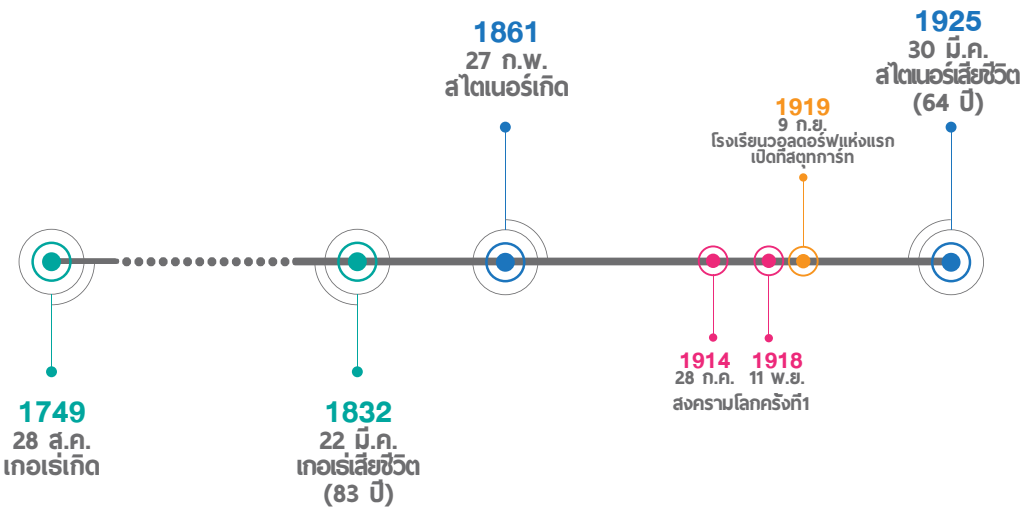 1861
27 ก.พ.
สไตเนอร์เกิด
1925
30 มี.ค.
สไตเนอร์เสียชีวิต
(64 ปี)
1919
9 ก.ย.
โรงเรียนวอลดอร์ฟแห่งแรก
เปิดที่สตุทการ์ท
1749
28 ส.ค.
เกอเธ่เกิด
1832
22 มี.ค.
เกอเธ่เสียชีวิต
(83 ปี)
1914
28 ก.ค.
1918
11 พ.ย.
สงครามโลกครั้งที่1